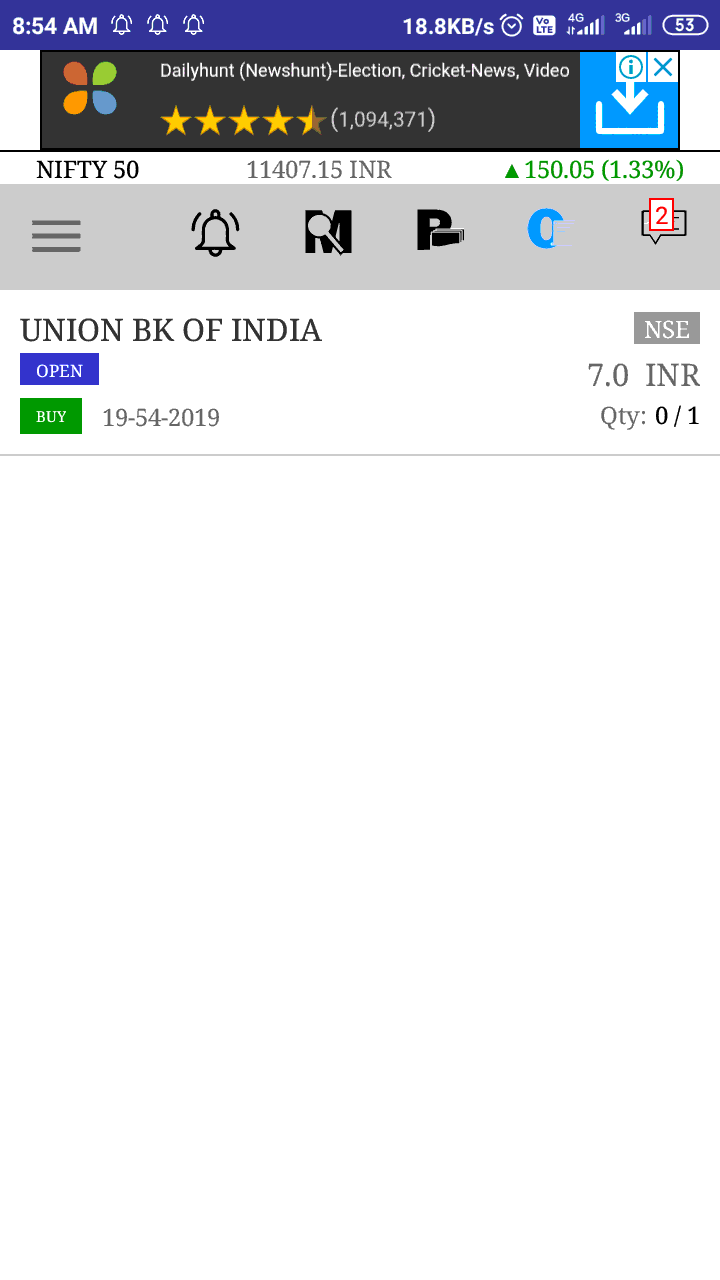 8:54 AM 18.8KB/s Vo LTE 4G 3G 53
Dailyhunt (Newshunt)-Election, Cricket-News, Video
(1,094,371)
NIFTY 50 11407.15 INR ▲150.05 (1.33%)
2
UNION BK OF INDIA NSE
OPEN 7.0 INR
BUY 19-54-2019 Qty: 0 / 1